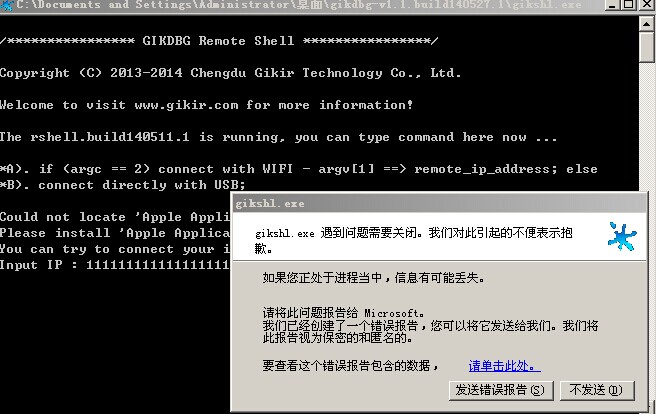 C:\Documents and Settings\Administrator\桌面\gikdbg-v1.1.build140527.1\gikshl.exe
/**************** GIKDBG Remote Shell ****************/
Copyright (C) 2013-2014 Chengdu Gikir Technology Co., Ltd.
Welcome to visit www.gikir.com for more information!
The rshell.build140511.1 is running, you can type command here now ...
*A). if (argc == 2) connect with WIFI - argv[1] ==> remote_ip_address; else
*B). connect directly with USB;
Could not locate 'Apple Appli
Please install 'Apple Applica
You can try to connect your i
Input IP : 1111111111111111111
gikshl.exe
gikshl.exe 遇到问题需要关闭。我们对此引起的不便表示抱
歉。
如果您正处于进程当中，信息有可能丢失。
请将此问题报告给 Microsoft。
我们已经创建了一个错误报告，您可以将它发送给我们。我们将
此报告视为保密的和匿名的。
要查看这个错误报告包含的数据， 请单击此处。
发送错误报告(S) 不发送(D)